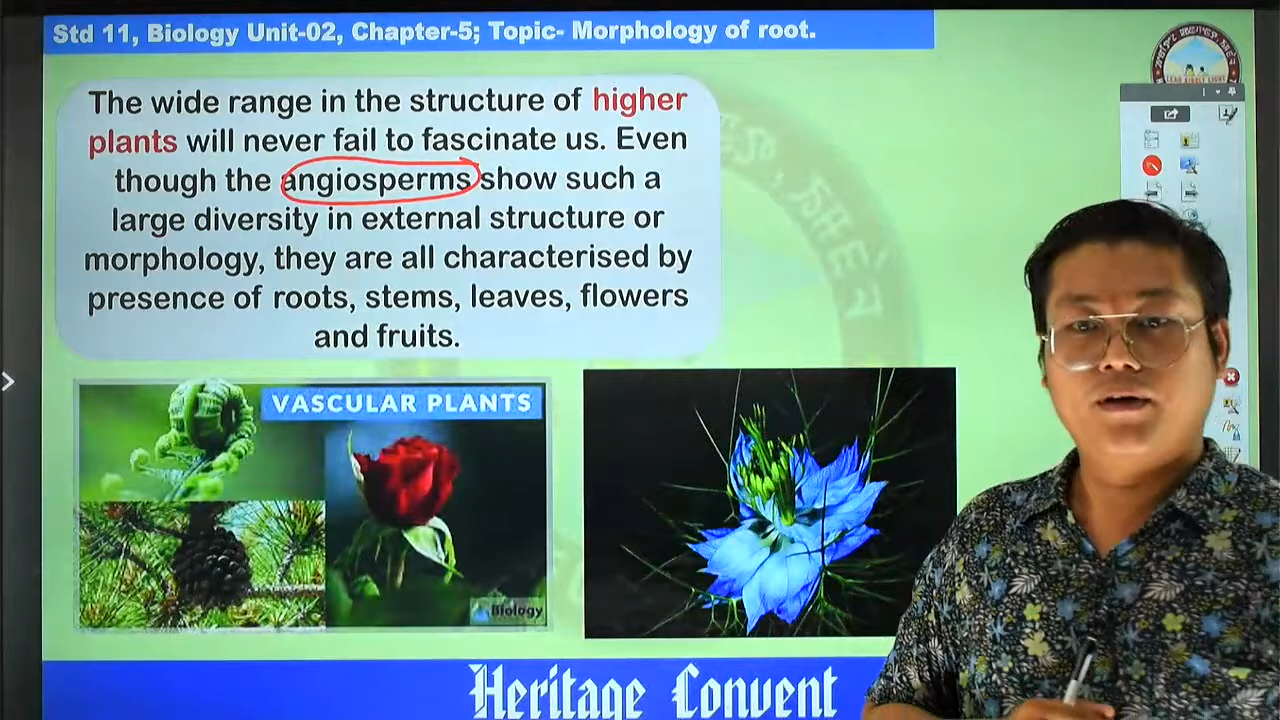 Std 11, Biology Unit-02, Chapter-5; Topic- Morphology of root.
The wide range in the structure of higher
plants will never fail to fascinate us. Even
though the angiosperms show such a
large diversity in external structure or
morphology, they are all characterised by
presence of roots, stems, leaves, flowers
and fruits.
VASCULAR PLANTS
Biology
Heritage Convent